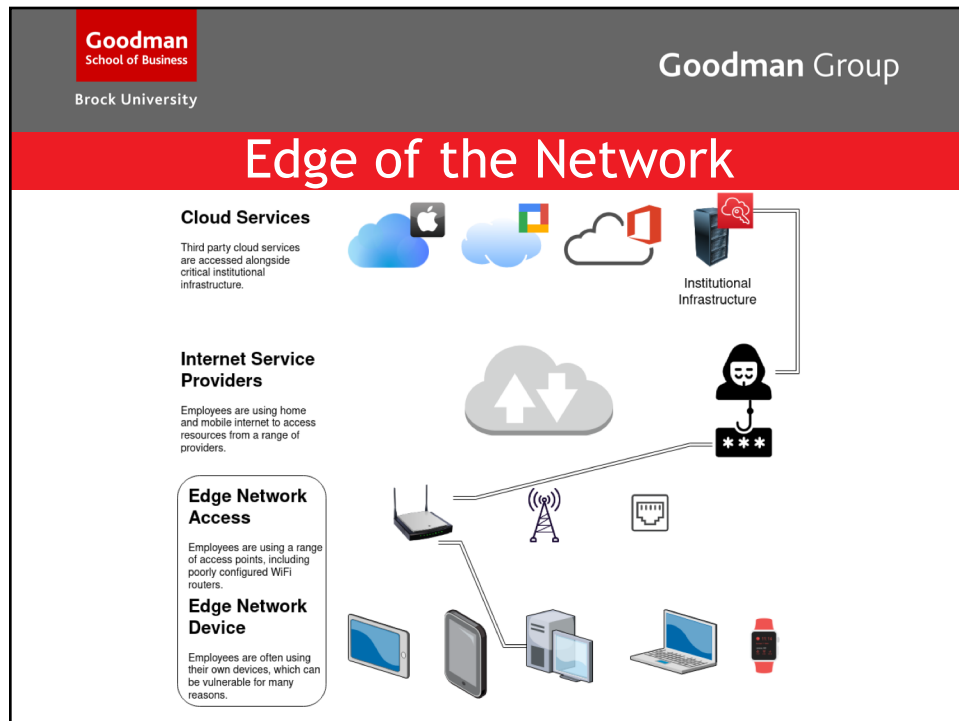 Goodman
School of Business
Brock University
Goodman Group
Edge of the Network
Cloud Services
Third party cloud services
are accessed alongside
critical institutional
infrastructure.
Institutional
Infrastructure
Internet Service
Providers
Employees are using home
and mobile internet to access
resources from a range of
providers.
***
Edge Network
Access
Employees are using a range
of access points, including
poorly configured WiFi
routers.
Edge Network
Device
Employees are often using
their own devices, which can
be vulnerable for many
reasons.